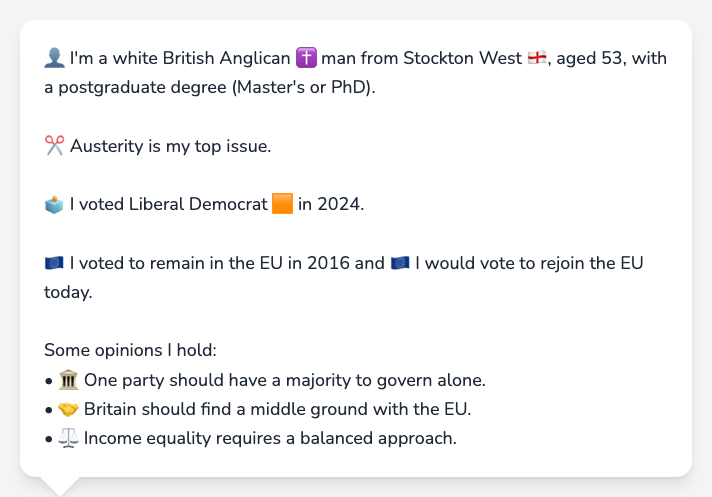 👤 I'm a white British Anglican ✝️ man from Stockton West 🏴󠁧󠁢󠁥󠁮󠁧󠁿, aged 53, with
a postgraduate degree (Master's or PhD).
✂️ Austerity is my top issue.
🗳️ I voted Liberal Democrat 🟧 in 2024.
🇪🇺 I voted to remain in the EU in 2016 and 🇪🇺 I would vote to rejoin the EU
today.
Some opinions I hold:
• 🏛️ One party should have a majority to govern alone.
• 🤝 Britain should find a middle ground with the EU.
• ⚖️ Income equality requires a balanced approach.